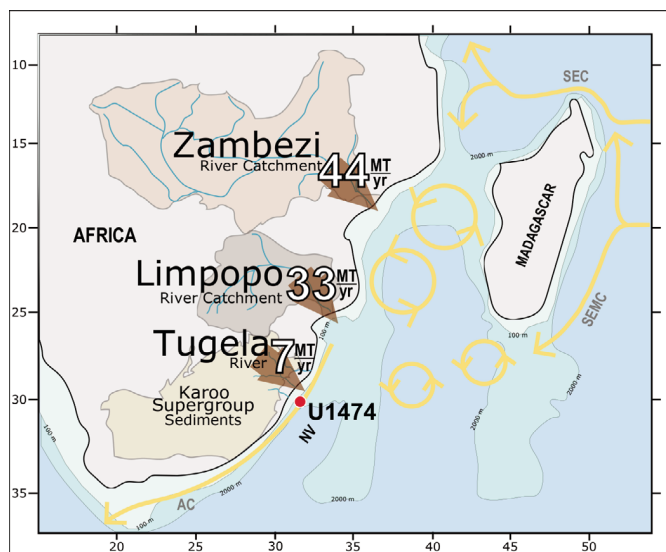 10
15
20
25
30
35
20
25
30
35
40
45
50
SEC
2000 m
Zambezi
River Catchment
44 MT
yr
AFRICA
MADAGASCAR
Limpopo
River Catchment
33 MT
yr
SEMC
100 m
100 m
Tugela
River
7 MT
yr
Karoo
Supergroup
Sediments
U1474
NV
2000 m
2000 m
100 m
AC
2000 m
2000 m
100 m